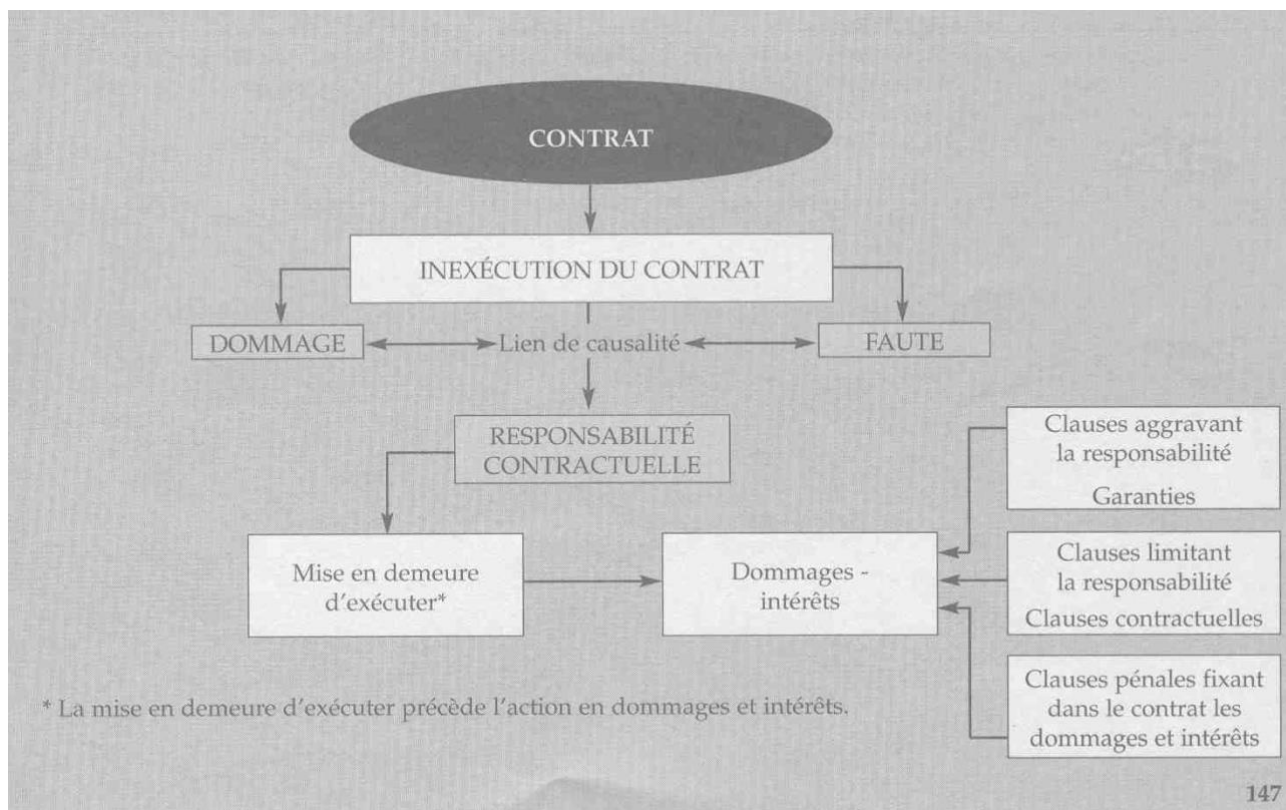 CONTRAT
INEXÉCUTION DU CONTRAT
DOMMAGE
Lien de causalité
FAUTE
RESPONSABILITÉ
CONTRACTUELLE
Clauses aggravant
la responsabilité
Garanties
Mise en demeure
d'exécuter*
Dommages -
intérêts
Clauses limitant
la responsabilité
Clauses contractuelles
Clauses pénales fixant
dans le contrat les
dommages et intérêts
* La mise en demeure d'exécuter précède l'action en dommages et intérêts.
147